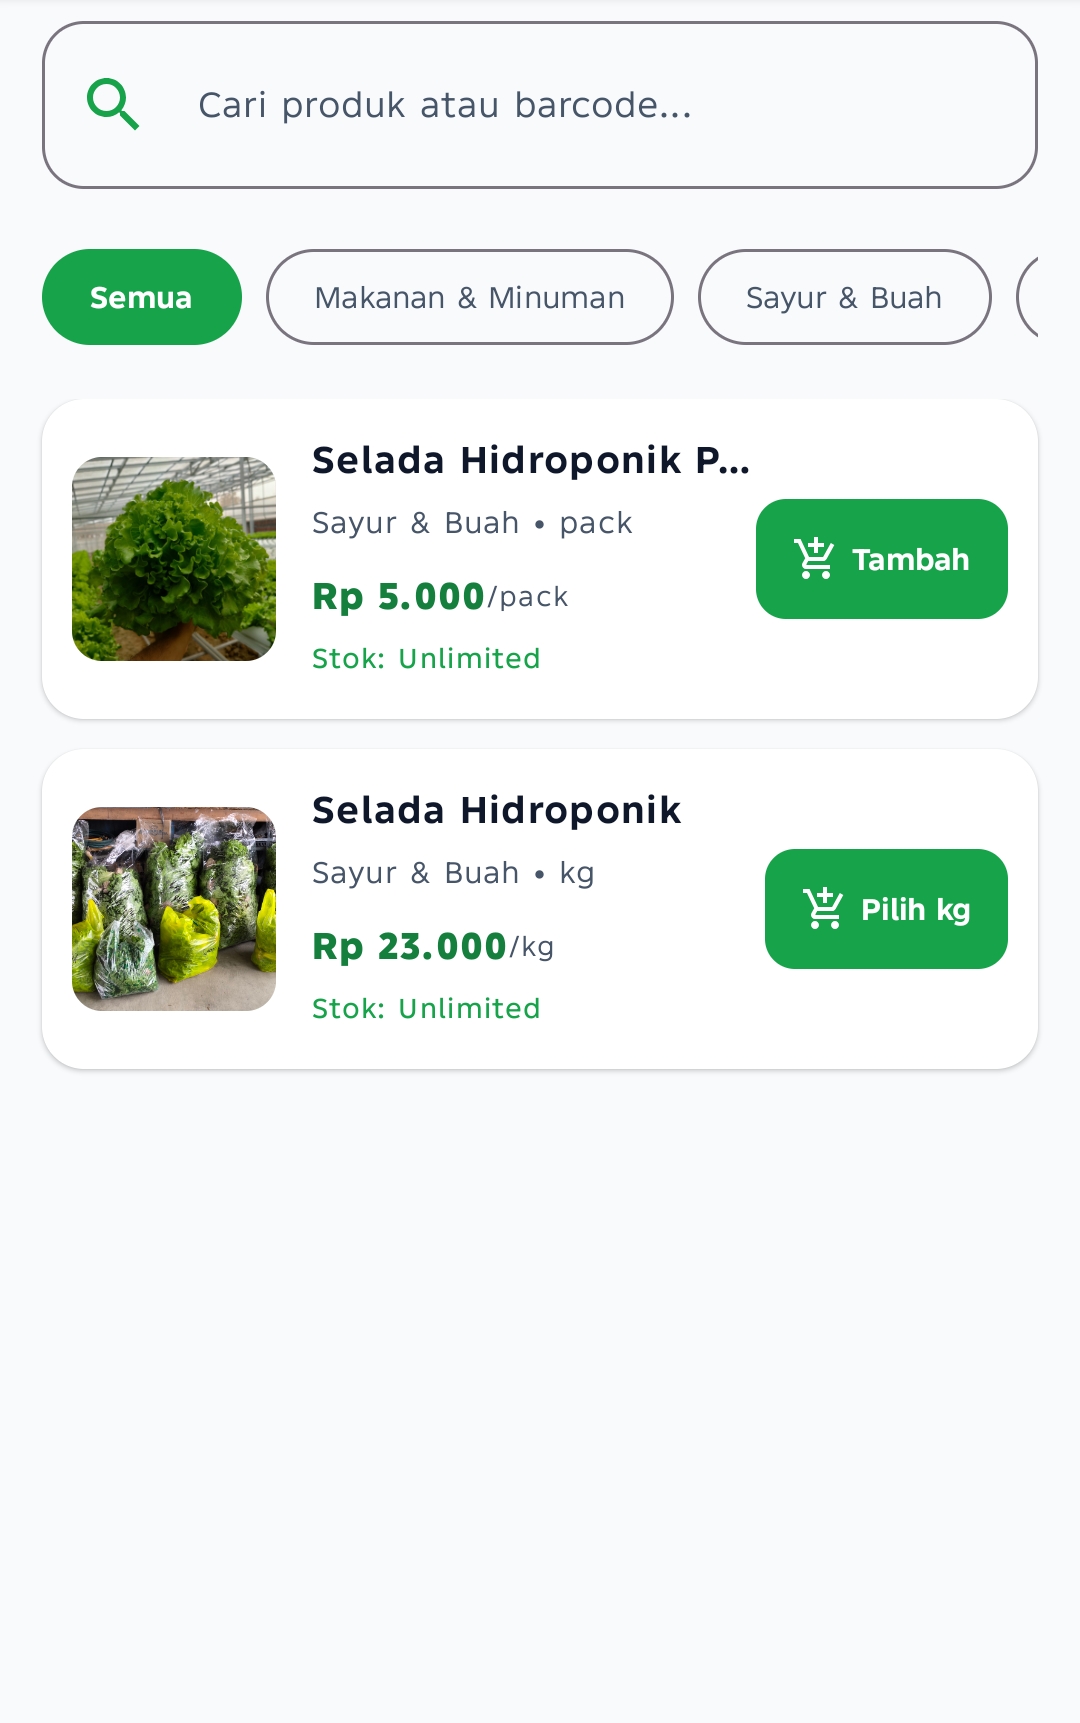 Cari produk atau barcode...
Semua
Makanan & Minuman
Sayur & Buah
Selada Hidroponik P...
Sayur & Buah • pack
Rp 5.000/pack
Stok: Unlimited
Tambah
Selada Hidroponik
Sayur & Buah • kg
Rp 23.000/kg
Stok: Unlimited
Pilih kg